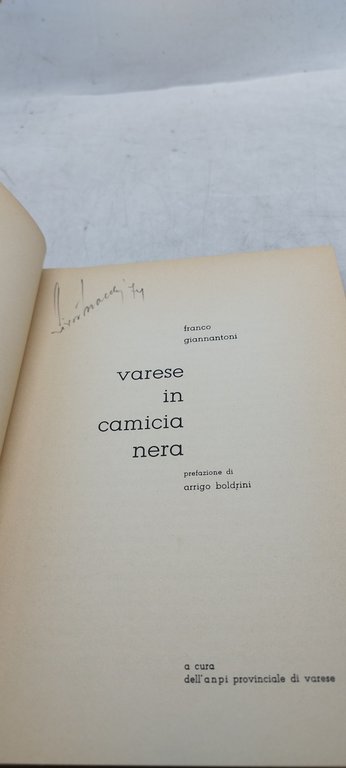 franco
giannantoni
varese
in
camicia
nera
prefazione di
arrigo boldrini
a cura
dell'anpi provinciale di varese